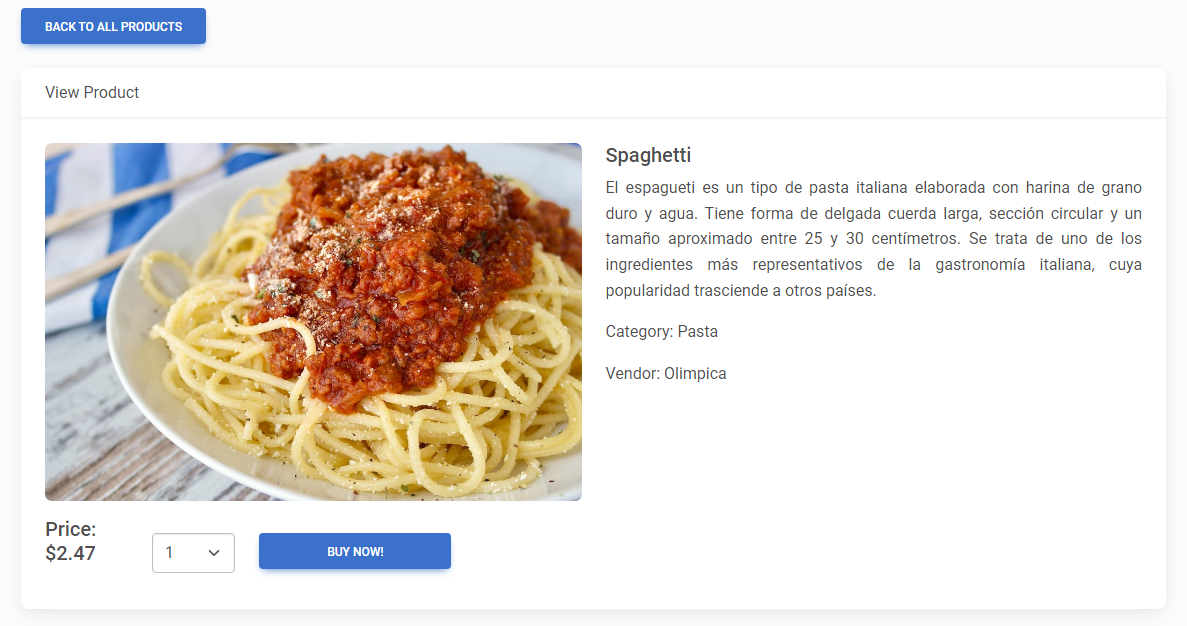 BACK TO ALL PRODUCTS
View Product
Spaghetti
El espagueti es un tipo de pasta italiana elaborada con harina de grano
duro y agua. Tiene forma de delgada cuerda larga, sección circular y un
tamaño aproximado entre 25 y 30 centímetros. Se trata de uno de los
ingredientes más representativos de la gastronomía italiana, cuya
popularidad trasciende a otros países.
Category: Pasta
Vendor: Olimpica
Price:
$2.47
1
BUY NOW!